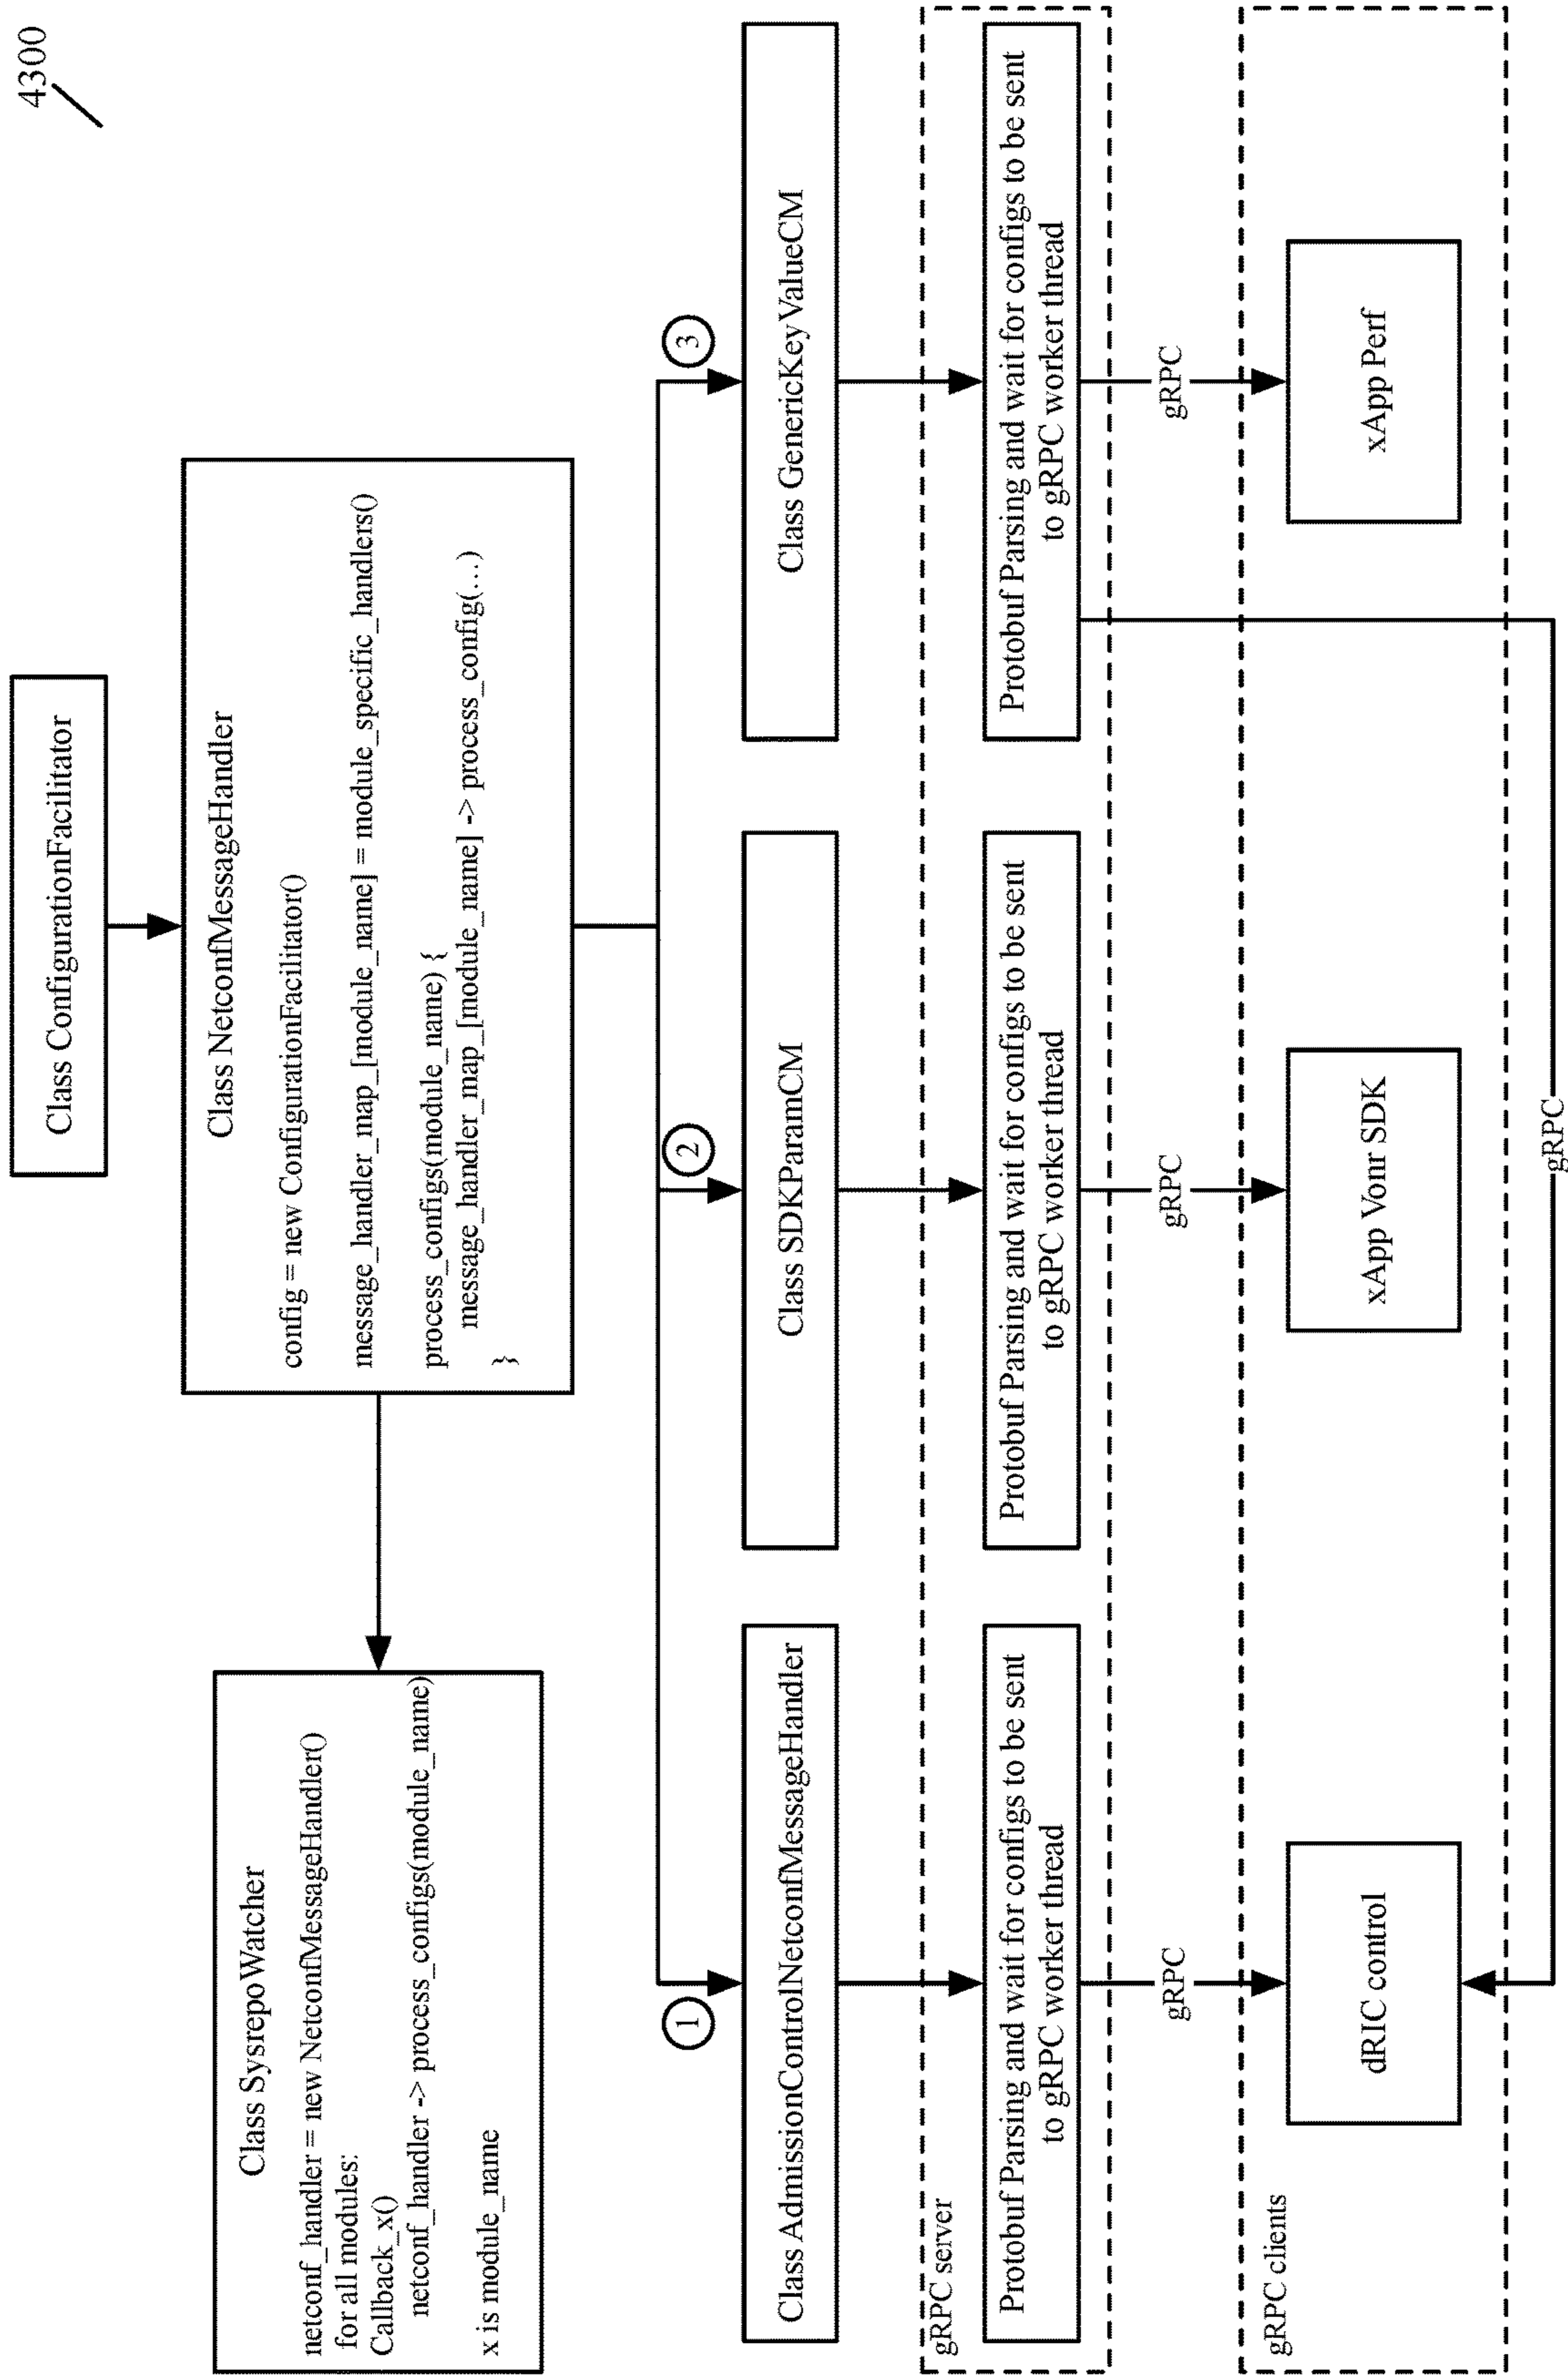 4300
Class ConfigurationFacilitator
Class NetconfMessageHandler
config = new ConfigurationFacilitator()
message_handler_map_[module_name] = module_specific_handlers()
process_configs(module_name) {
message_handler_map_[module_name] -> process_config(…)
}
Class SysrepoWatcher
netconf_handler = new NetconfMessageHandler()
for all modules:
Callback_x()
netconf_handler -> process_configs(module_name)
x is module_name
1
2
3
Class AdmissionControlNetconfMessageHandler
Class SDKParamCM
Class GenericKeyValueCM
gRPC server
Protobuf Parsing and wait for configs to be sent
to gRPC worker thread
Protobuf Parsing and wait for configs to be sent
to gRPC worker thread
Protobuf Parsing and wait for configs to be sent
to gRPC worker thread
gRPC
gRPC
gRPC
gRPC clients
dRIC control
xApp Vonr SDK
xApp Perf
gRPC